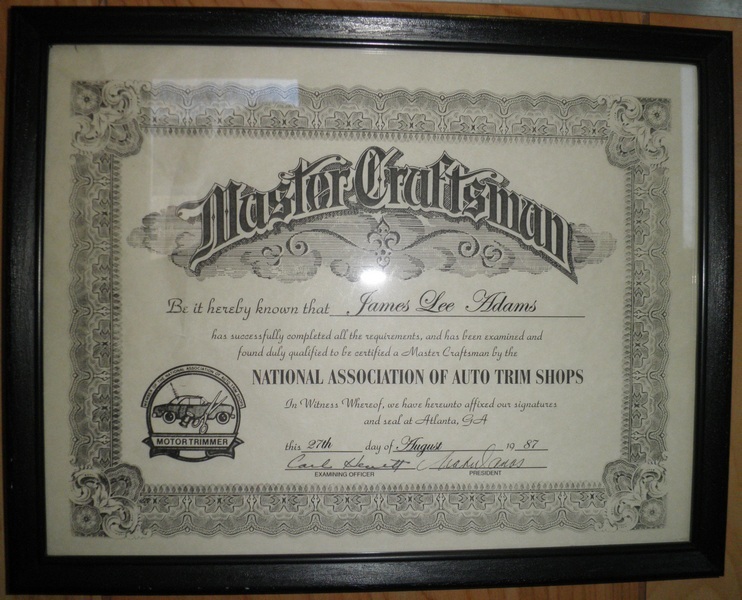 Master Craftsman
Be it hereby known that James Lee Adams
has successfully completed all the requirements, and has been examined and
found duly qualified to be certified a Master Craftsman by the
NATIONAL ASSOCIATION OF AUTO TRIM SHOPS
In Witness Whereof, we have hereunto affixed our signatures
and seal at Atlanta, GA
this 27th day of August 19 87
EXAMINING OFFICER PRESIDENT
MOTOR TRIMMER